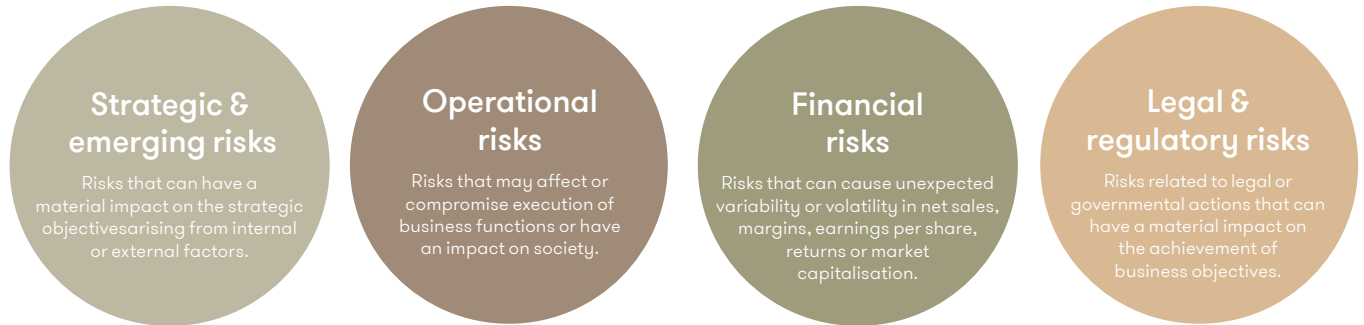 Strategic &
emerging risks
Risks that can have a
material impact on the strategic
objectivesarising from internal
or external factors.
Operational
risks
Risks that may affect or
compromise execution of
business functions or have
an impact on society.
Financial
risks
Risks that can cause unexpected
variability or volatility in net sales,
margins, earnings per share,
returns or market
capitalisation.
Legal &
regulatory risks
Risks related to legal or
governmental actions that can
have a material impact on
the achievement of
business objectives.